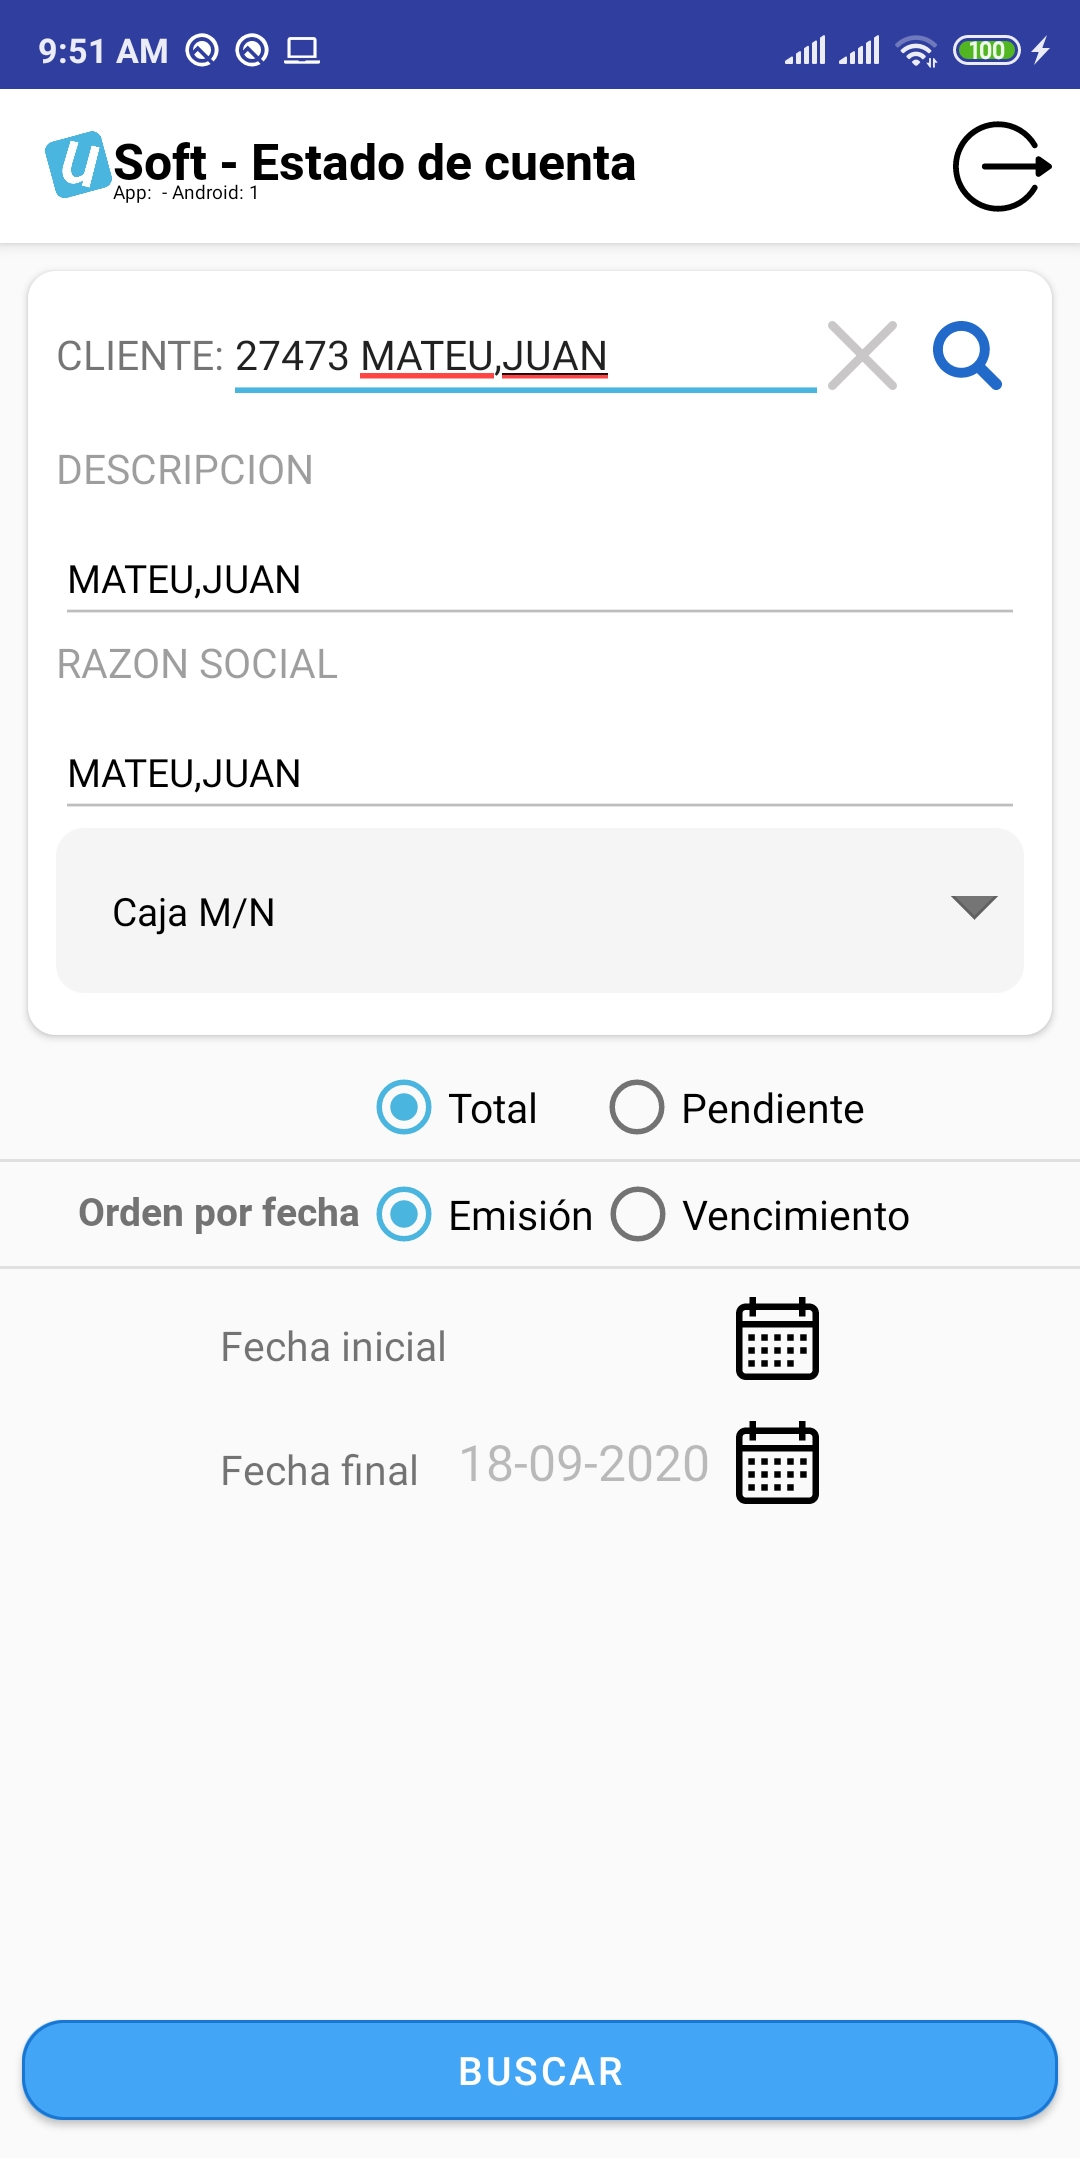 9:51 AM 100
u Soft - Estado de cuenta
App: - Android: 1
CLIENTE: 27473 MATEU,JUAN
DESCRIPCION
MATEU,JUAN
RAZON SOCIAL
MATEU,JUAN
Caja M/N
Total Pendiente
Orden por fecha Emisión Vencimiento
Fecha inicial
Fecha final 18-09-2020
BUSCAR